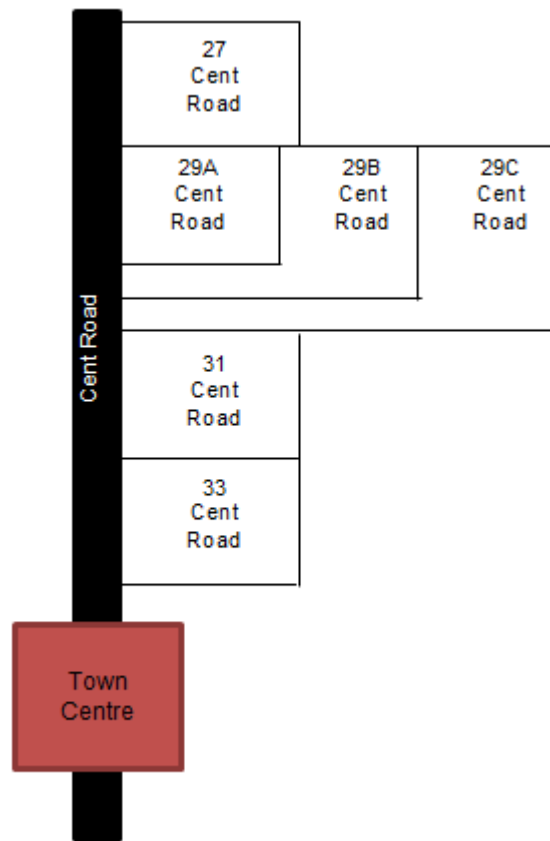 27
Cent
Road
29A
Cent
Road
29B
Cent
Road
29C
Cent
Road
Cent Road
31
Cent
Road
33
Cent
Road
Town
Centre